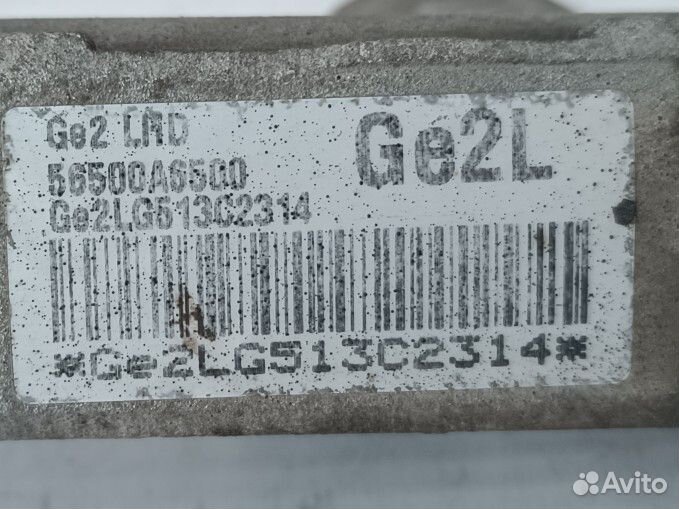 Ge2 LRD
Ge2L
56500A6500
Ge2LG513C2314
*Ge2LG513C2314*
Avito